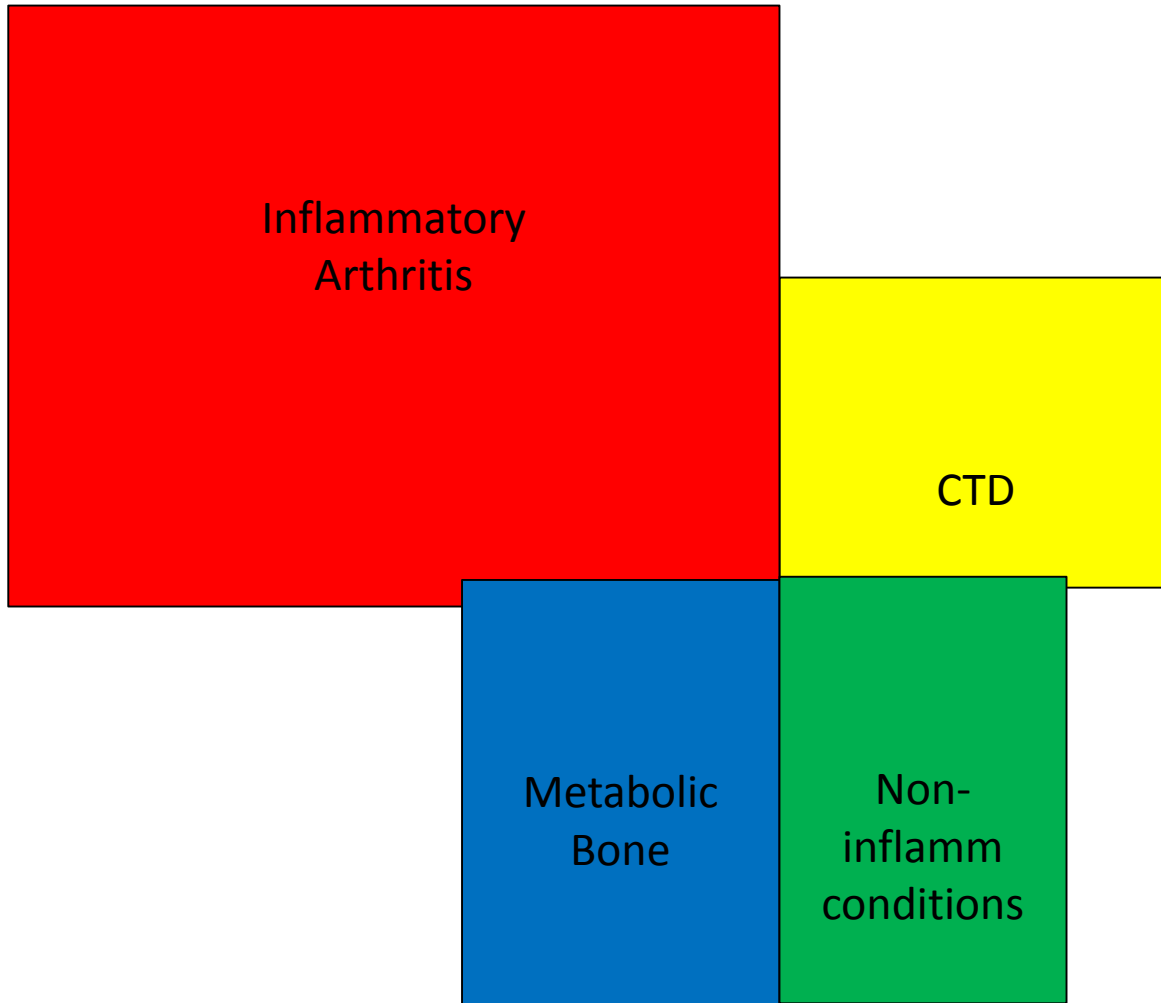 Inflammatory
Arthritis
CTD
Metabolic
Bone
Non-
inflamm
conditions